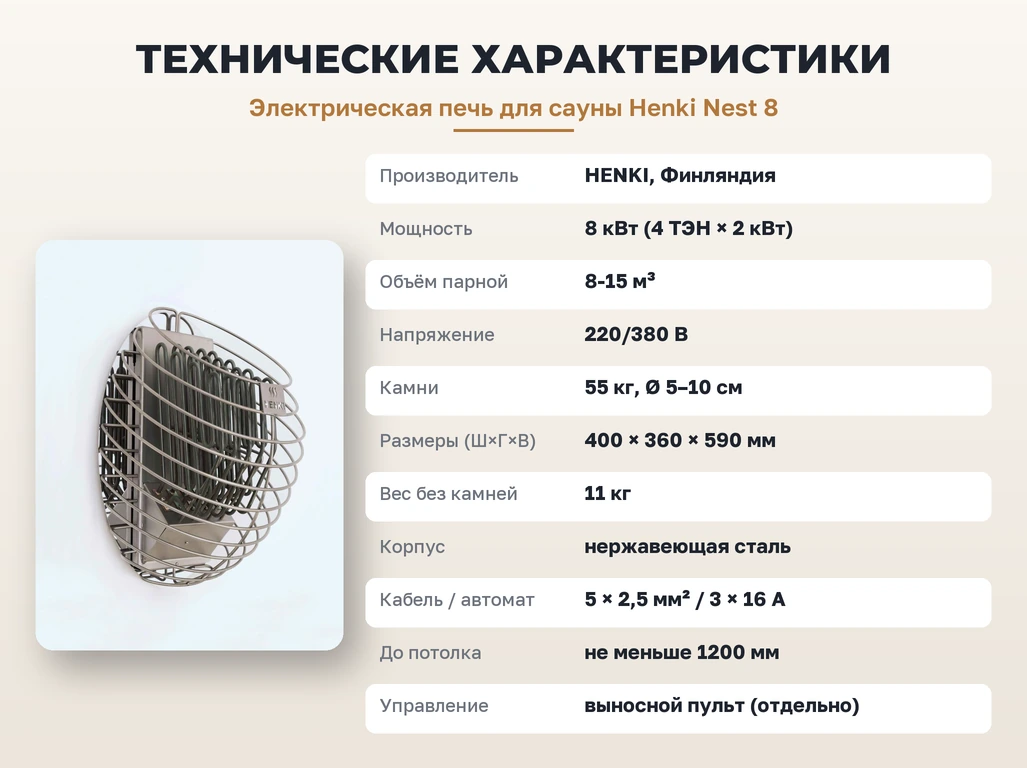 ТЕХНИЧЕСКИЕ ХАРАКТЕРИСТИКИ
Электрическая печь для сауны Henki Nest 8
Производитель HENKI, Финляндия
Мощность 8 кВт (4 ТЭН × 2 кВт)
Объём парной 8-15 м³
Напряжение 220/380 В
Камни 55 кг, Ø 5–10 см
Размеры (Ш×Г×В) 400 × 360 × 590 мм
Вес без камней 11 кг
Корпус нержавеющая сталь
Кабель / автомат 5 × 2,5 мм² / 3 × 16 А
До потолка не меньше 1200 мм
Управление выносной пульт (отдельно)